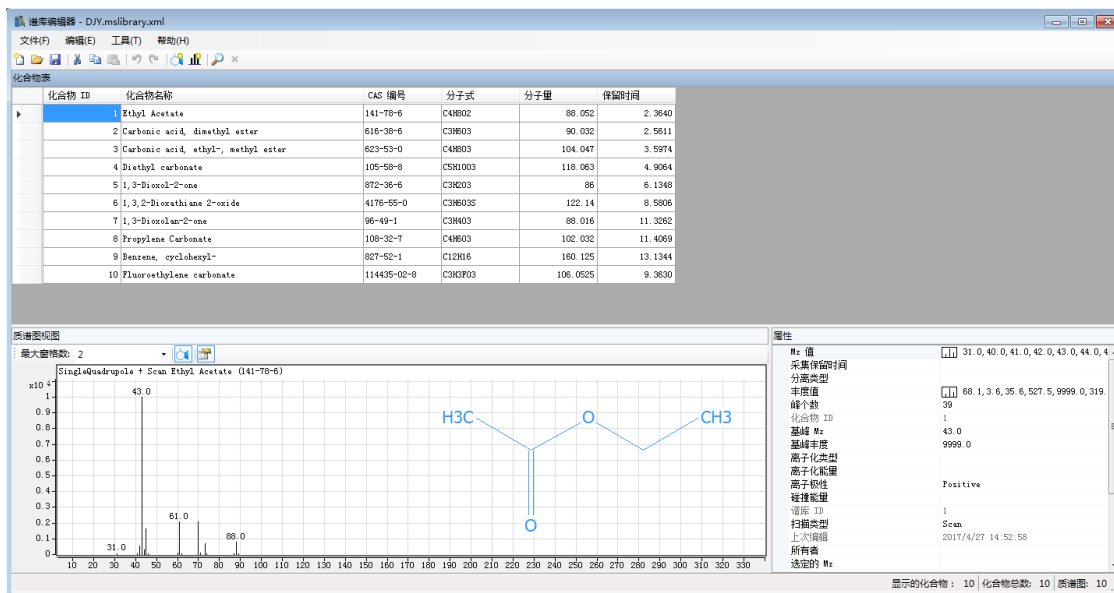 谱库编辑器 - DJY.mslibrary.xml
文件(F) 编辑(E) 工具(T) 帮助(H)
化合物表
化合物 ID 化合物名称 CAS 编号 分子式 分子量 保留时间
1 Ethyl Acetate 141-78-6 C4H8O2 88.052 2.3640
2 Carbonic acid, dimethyl ester 616-38-6 C3H6O3 90.032 2.5611
3 Carbonic acid, ethyl-, methyl ester 623-53-0 C4H8O3 104.047 3.5974
4 Diethyl carbonate 105-58-8 C5H10O3 118.063 4.9064
5 1,3-Dioxol-2-one 872-36-6 C3H2O3 86 6.1348
6 1,3,2-Dioxathiane 2-oxide 4176-55-0 C3H6O3S 122.14 8.5806
7 1,3-Dioxolan-2-one 96-49-1 C3H4O3 88.016 11.3262
8 Propylene Carbonate 108-32-7 C4H6O3 102.032 11.4069
9 Benzene, cyclohexyl- 827-52-1 C12H16 160.125 13.1344
10 Fluoroethylene carbonate 114435-02-8 C3H3FO3 106.0525 9.3630
质谱图视图
最大窗格数: 2
SingleQuadrupole + Scan Ethyl Acetate (141-78-6)
x10 4
1
0.9
0.8
0.7
0.6
0.5
0.4
0.3
0.2
0.1
0
43.0
61.0
88.0
31.0
H3C O CH3
O
10 20 30 40 50 60 70 80 90 100 110 120 130 140 150 160 170 180 190 200 210 220 230 240 250 260 270 280 290 300 310 320 330
属性
Mz 值 31.0,40.0,41.0,42.0,43.0,44.0,4
采集保留时间
分离类型
丰度值 68.1,3.6,35.6,527.5,9999.0,319.
峰个数 39
化合物 ID 1
基峰 Mz 43.0
基峰丰度 9999.0
离子化类型
离子化能量
离子极性 Positive
碰撞能量
谱库 ID 1
扫描类型 Scan
上次编辑 2017/4/27 14:52:58
所有者
选定的 Mz
显示的化合物: 10 化合物总数: 10 质谱图: 10